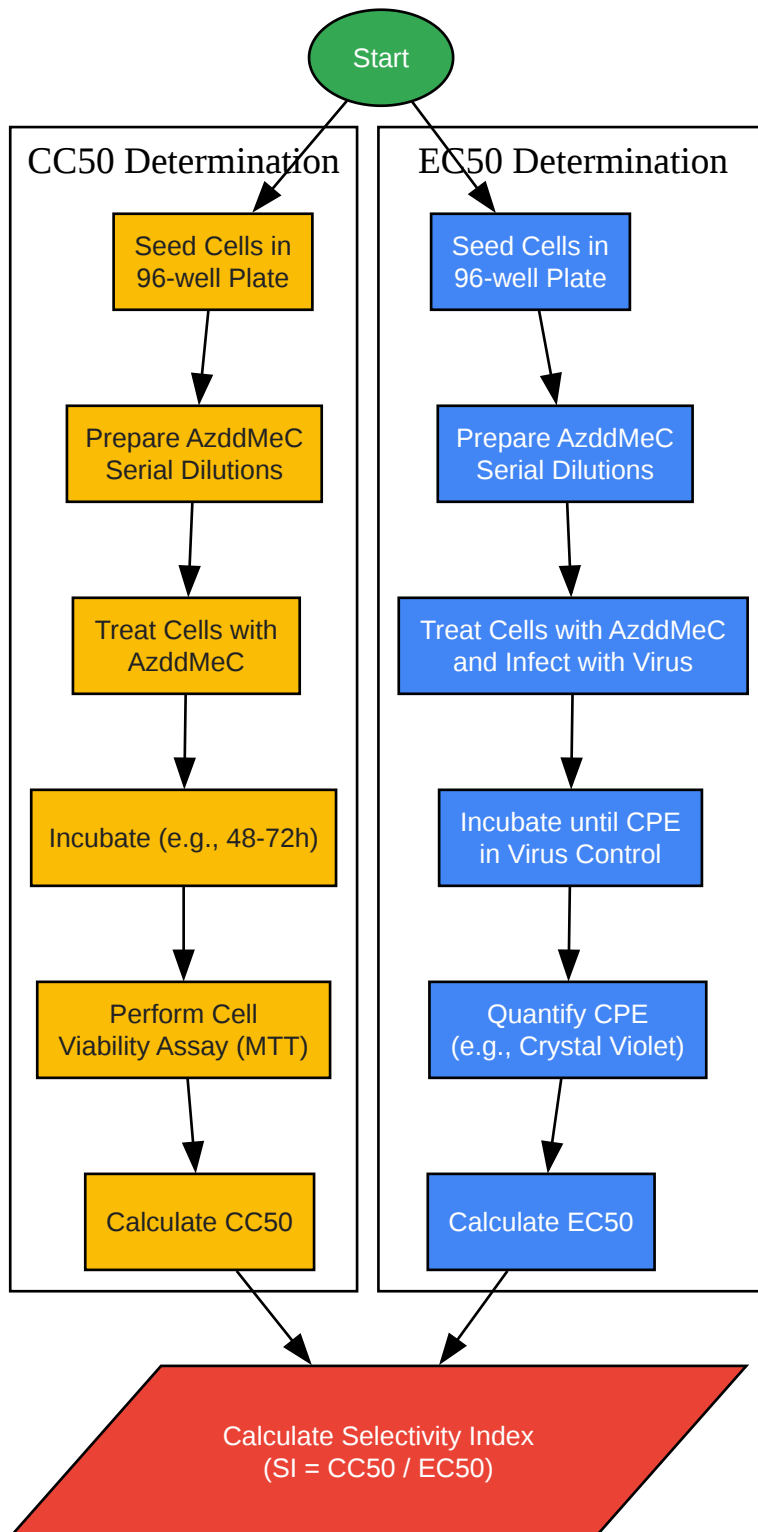 Start
CC50 Determination
Seed Cells in
96-well Plate
Prepare AzddMeC
Serial Dilutions
Treat Cells with
AzddMeC
Incubate (e.g., 48-72h)
Perform Cell
Viability Assay (MTT)
Calculate CC50
EC50 Determination
Seed Cells in
96-well Plate
Prepare AzddMeC
Serial Dilutions
Treat Cells with AzddMeC
and Infect with Virus
Incubate until CPE
in Virus Control
Quantify CPE
(e.g., Crystal Violet)
Calculate EC50
Calculate Selectivity Index
(SI = CC50 / EC50)